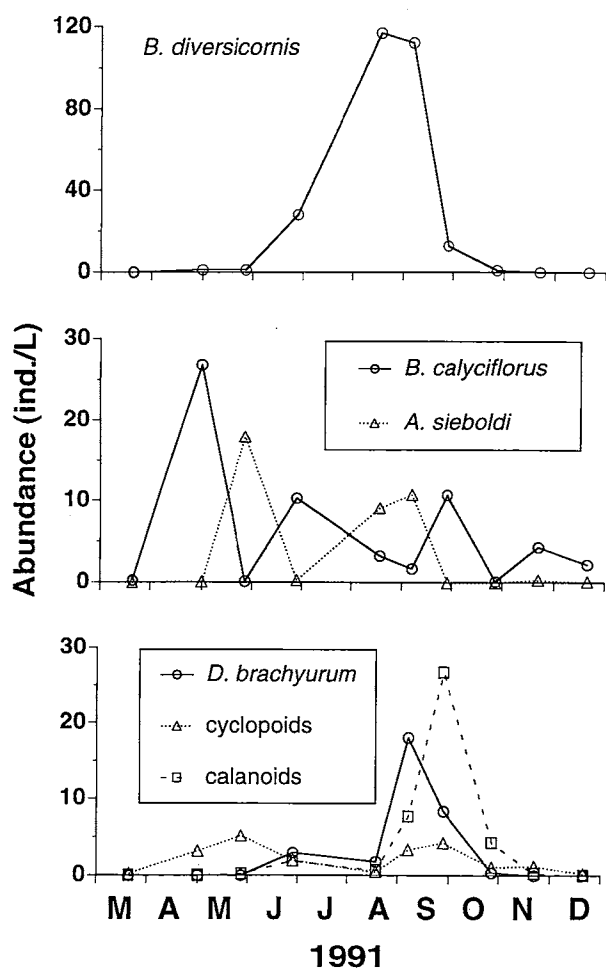 120
B. diversicornis
80
40
0
Abundance (ind./L)
30
B. calyciflorus
A. sieboldi
20
10
0
30
D. brachyurum
cyclopoids
calanoids
20
10
0
M A M J J A S O N D
1991